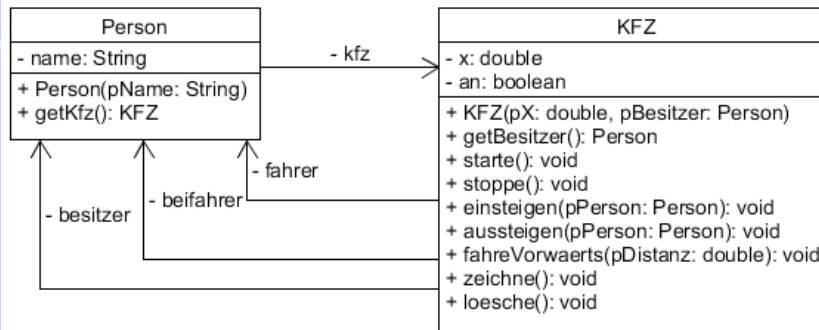 Person
- name: String
+ Person(pName: String)
+ getKfz(): KFZ
- kfz
KFZ
- x: double
- an: boolean
+ KFZ(pX: double, pBesitzer: Person)
+ getBesitzer(): Person
+ starte(): void
+ stoppe(): void
+ einsteigen(pPerson: Person): void
+ aussteigen(pPerson: Person): void
+ fahreVorwaerts(pDistanz: double): void
+ zeichne(): void
+ loesche(): void
- fahrer
- beifahrer
- besitzer